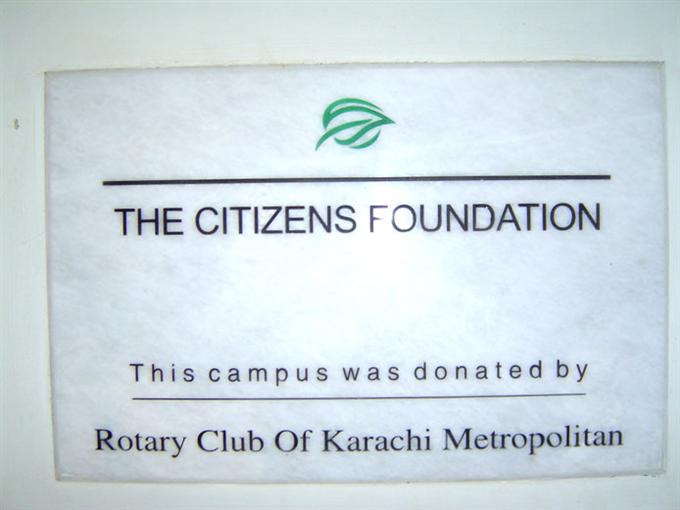 THE CITIZENS FOUNDATION
This campus was donated by
Rotary Club Of Karachi Metropolitan